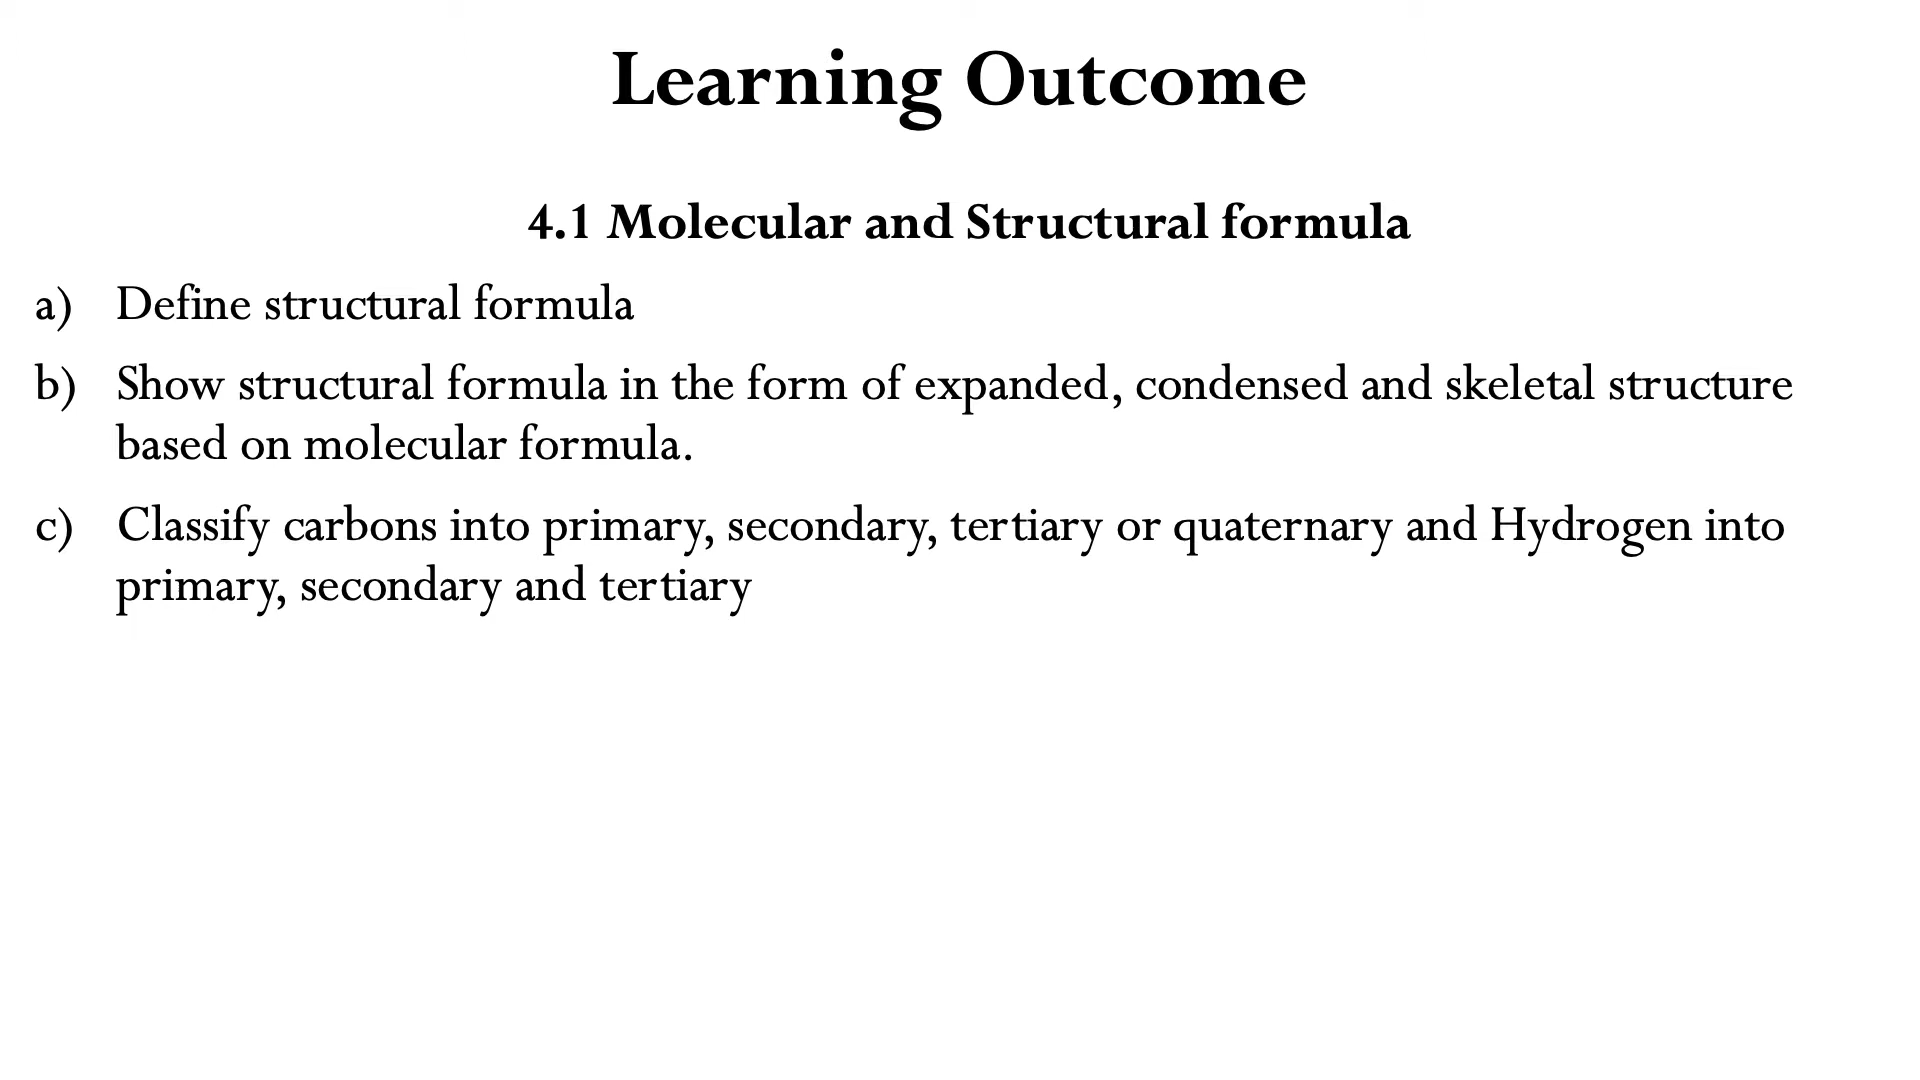 Learning Outcome
4.1 Molecular and Structural formula
a) Define structural formula
b) Show structural formula in the form of expanded, condensed and skeletal structure
based on molecular formula.
c) Classify carbons into primary, secondary, tertiary or quaternary and Hydrogen into
primary, secondary and tertiary